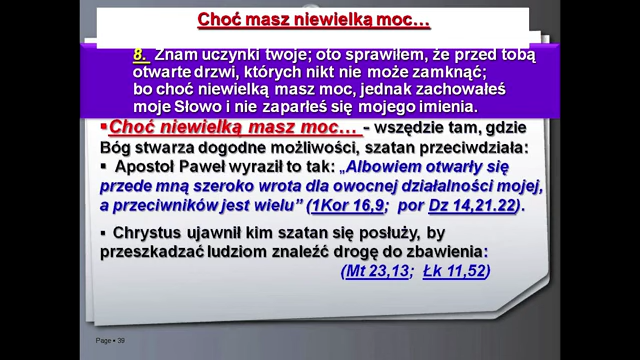 Choć masz niewielką moc…
8. Znam uczynki twoje; oto sprawiłem, że przed tobą
otwarte drzwi, których nikt nie może zamknąć;
bo choć niewielką masz moc, jednak zachowałeś
moje Słowo i nie zaparłeś się mojego imienia.
▪Choć niewielką masz moc… - wszędzie tam, gdzie
Bóg stwarza dogodne możliwości, szatan przeciwdziała:
▪ Apostoł Paweł wyraził to tak: „Albowiem otwarły się
przede mną szeroko wrota dla owocnej działalności mojej,
a przeciwników jest wielu” (1Kor 16,9; por Dz 14,21.22).
▪ Chrystus ujawnił kim szatan się posłuży, by
przeszkadzać ludziom znaleźć drogę do zbawienia:
(Mt 23,13; Łk 11,52)
Page ▪ 39